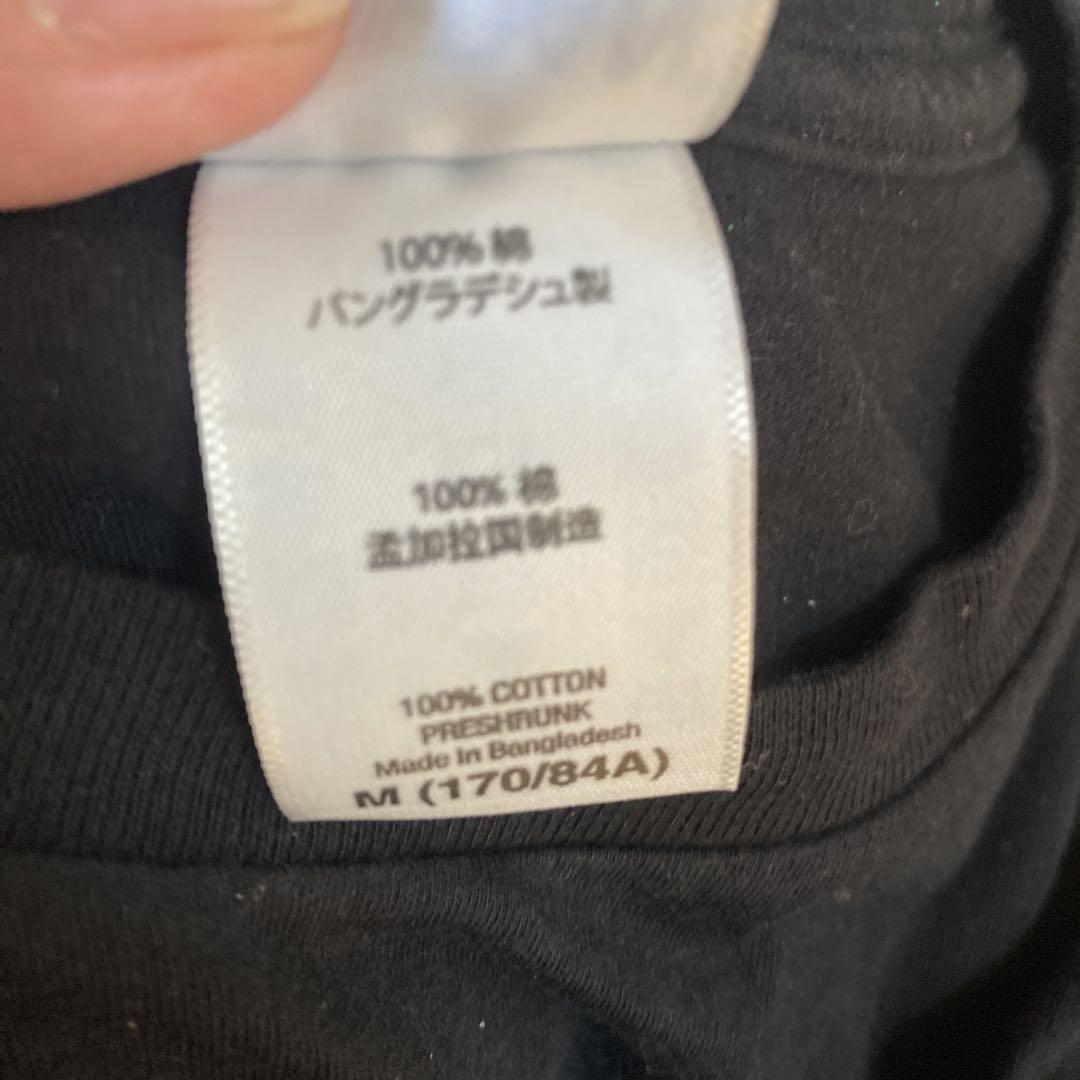 100% 綿
バングラデシュ製
100% 棉
孟加拉国制造
100% COTTON
PRESHRUNK
Made In Bangladesh
M (170/84A)